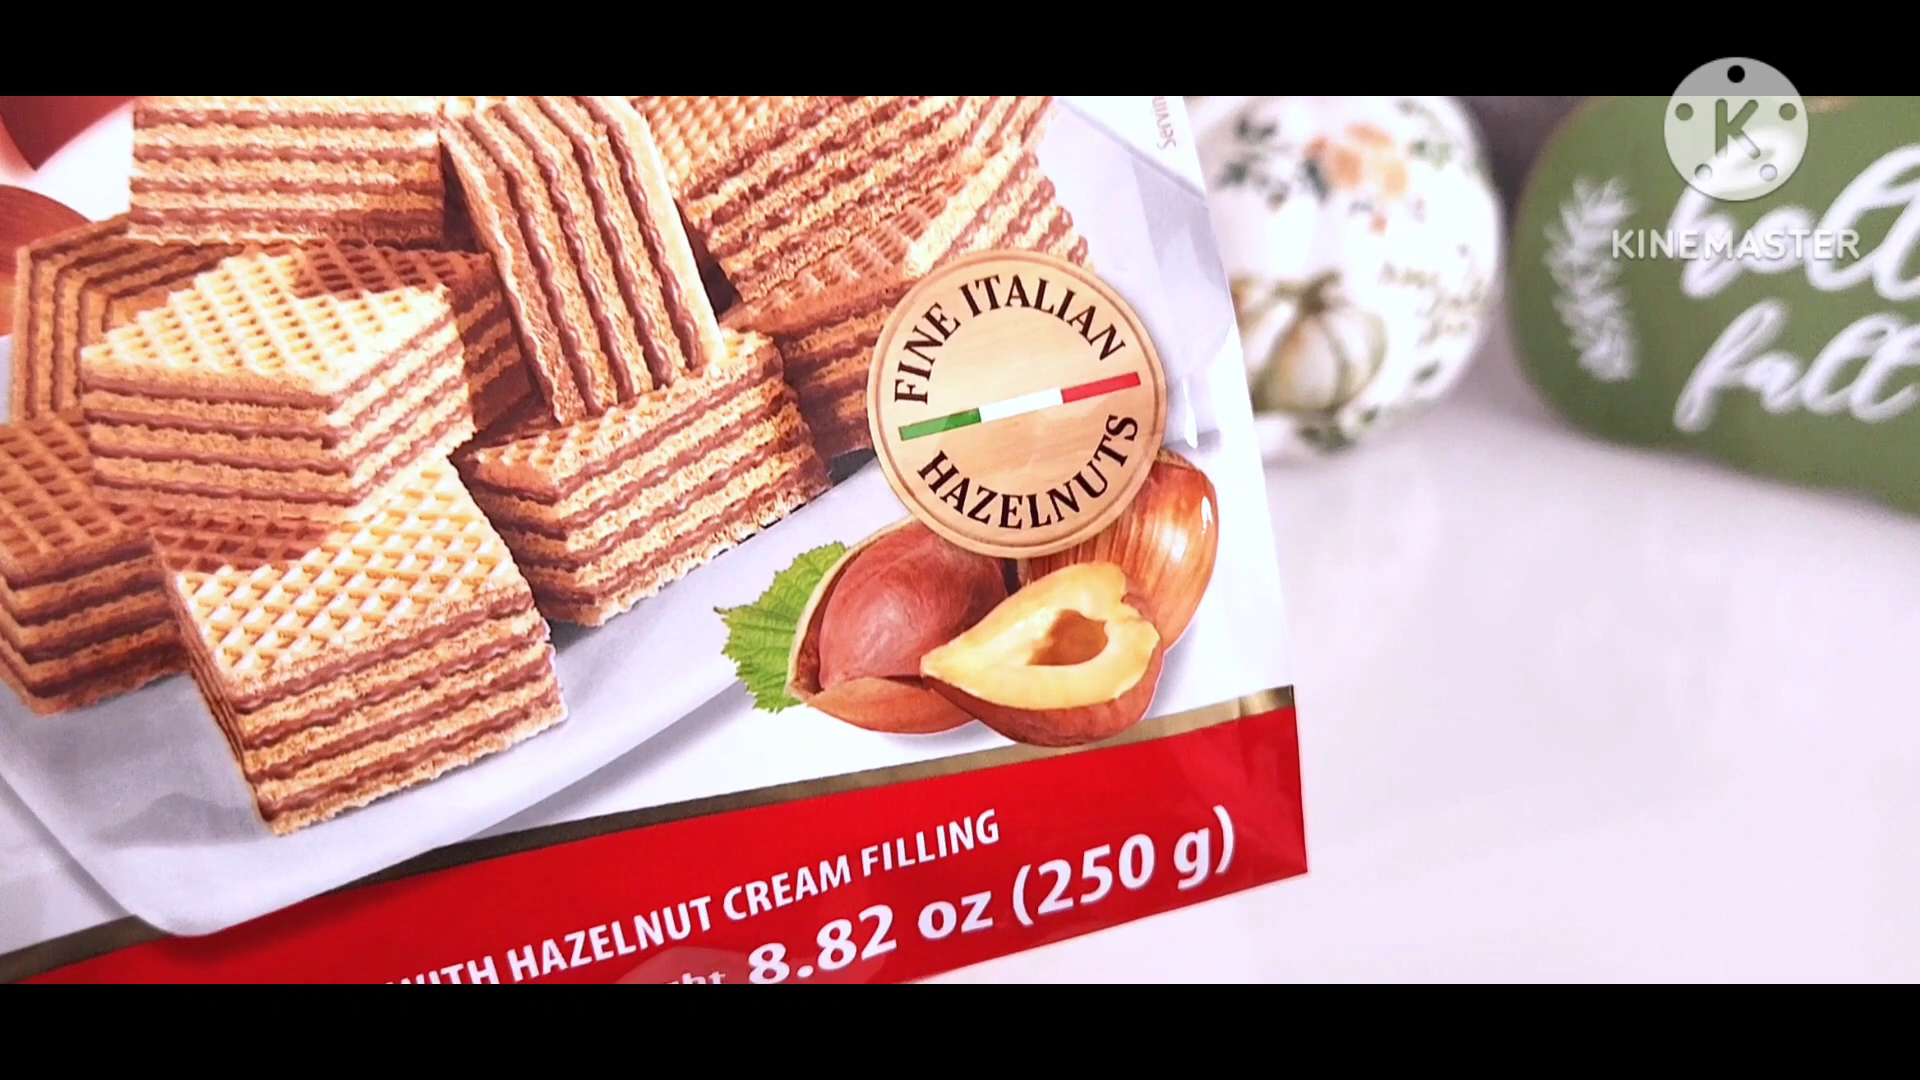 K
KINEMASTER
FINE ITALIAN
HAZELNUTS
WITH HAZELNUT CREAM FILLING
8.82 oz (250 g)
fall